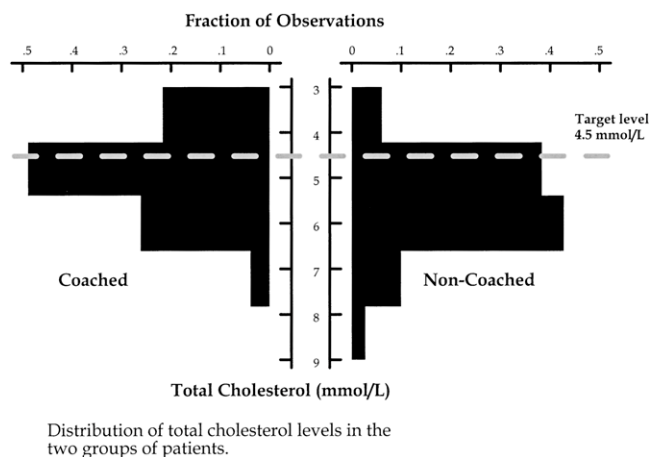 Fraction of Observations
.5 .4 .3 .2 .1 0 0 .1 .2 .3 .4 .5
3
4
5
6
7
8
9
Target level
4.5 mmol/L
Coached
Non-Coached
Total Cholesterol (mmol/L)
Distribution of total cholesterol levels in the
two groups of patients.